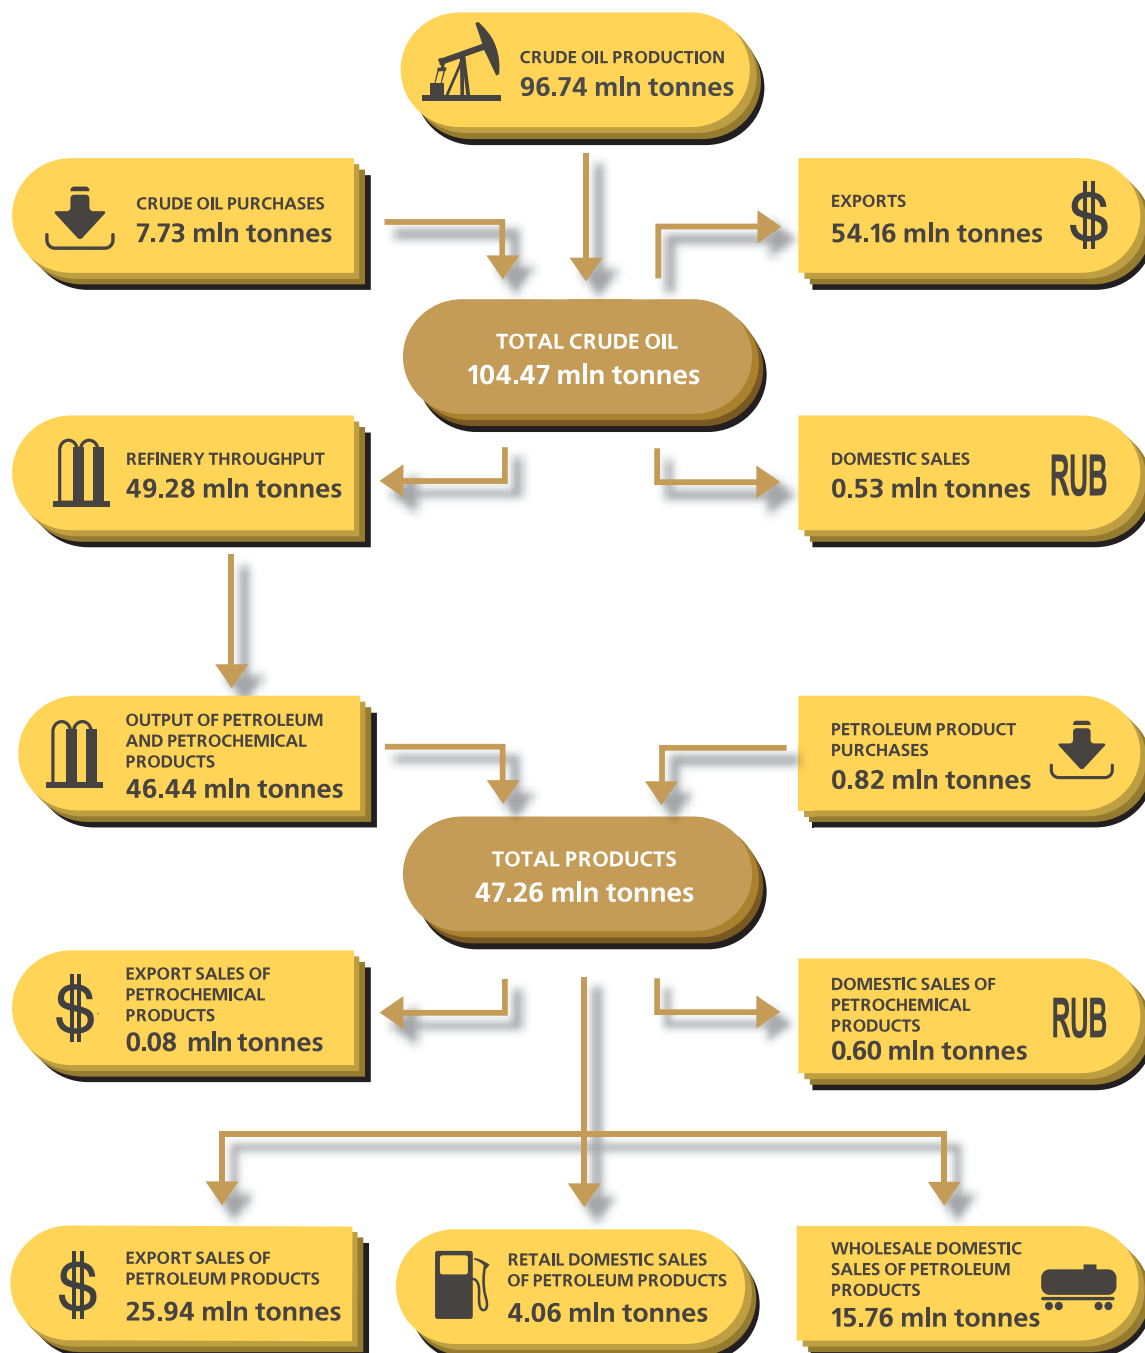 CRUDE OIL PRODUCTION
96.74 mln tonnes
CRUDE OIL PURCHASES
7.73 mln tonnes
EXPORTS
54.16 mln tonnes
$
TOTAL CRUDE OIL
104.47 mln tonnes
REFINERY THROUGHPUT
49.28 mln tonnes
DOMESTIC SALES
0.53 mln tonnes
RUB
OUTPUT OF PETROLEUM
AND PETROCHEMICAL
PRODUCTS
46.44 mln tonnes
PETROLEUM PRODUCT
PURCHASES
0.82 mln tonnes
TOTAL PRODUCTS
47.26 mln tonnes
$
EXPORT SALES OF
PETROCHEMICAL
PRODUCTS
0.08 mln tonnes
DOMESTIC SALES OF
PETROCHEMICAL
PRODUCTS
0.60 mln tonnes
RUB
$
EXPORT SALES OF
PETROLEUM PRODUCTS
25.94 mln tonnes
RETAIL DOMESTIC SALES
OF PETROLEUM PRODUCTS
4.06 mln tonnes
WHOLESALE DOMESTIC
SALES OF PETROLEUM
PRODUCTS
15.76 mln tonnes